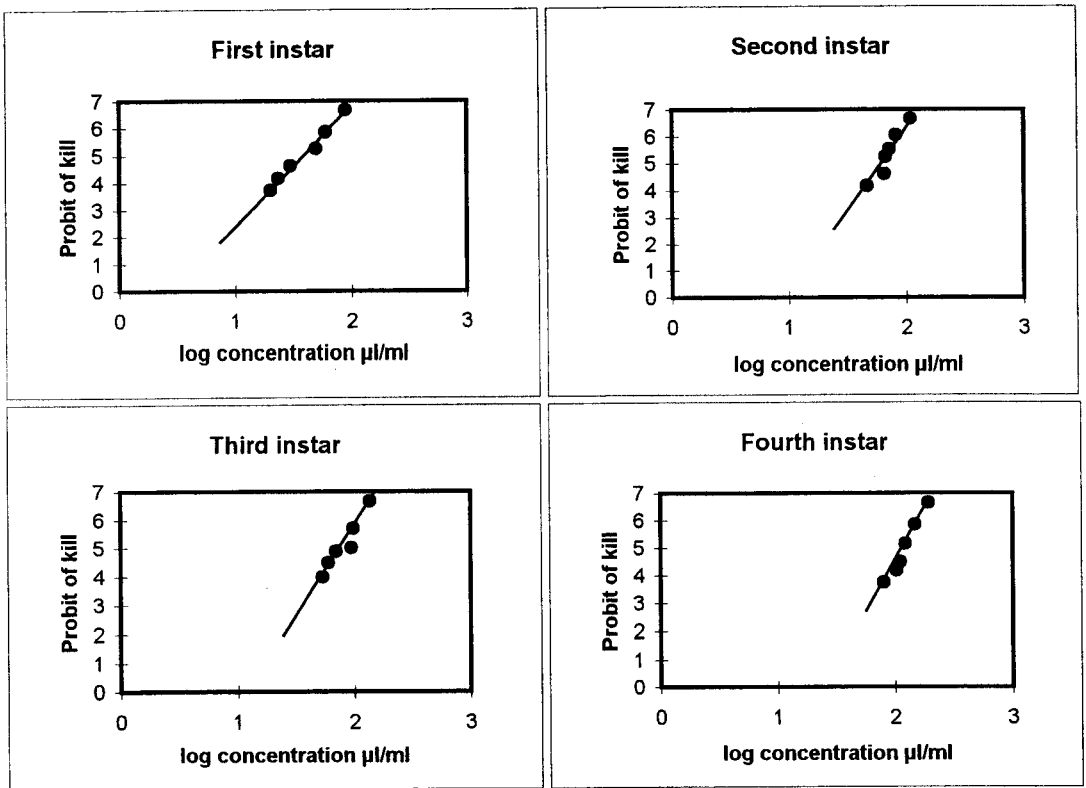 First instar
Probit of kill
7
6
5
4
3
2
1
0
0 1 2 3
log concentration µl/ml
Second instar
Probit of kill
7
6
5
4
3
2
1
0
0 1 2 3
log concentration µl/ml
Third instar
Probit of kill
7
6
5
4
3
2
1
0
0 1 2 3
log concentration µl/ml
Fourth instar
Probit of kill
7
6
5
4
3
2
1
0
0 1 2 3
log concentration µl/ml